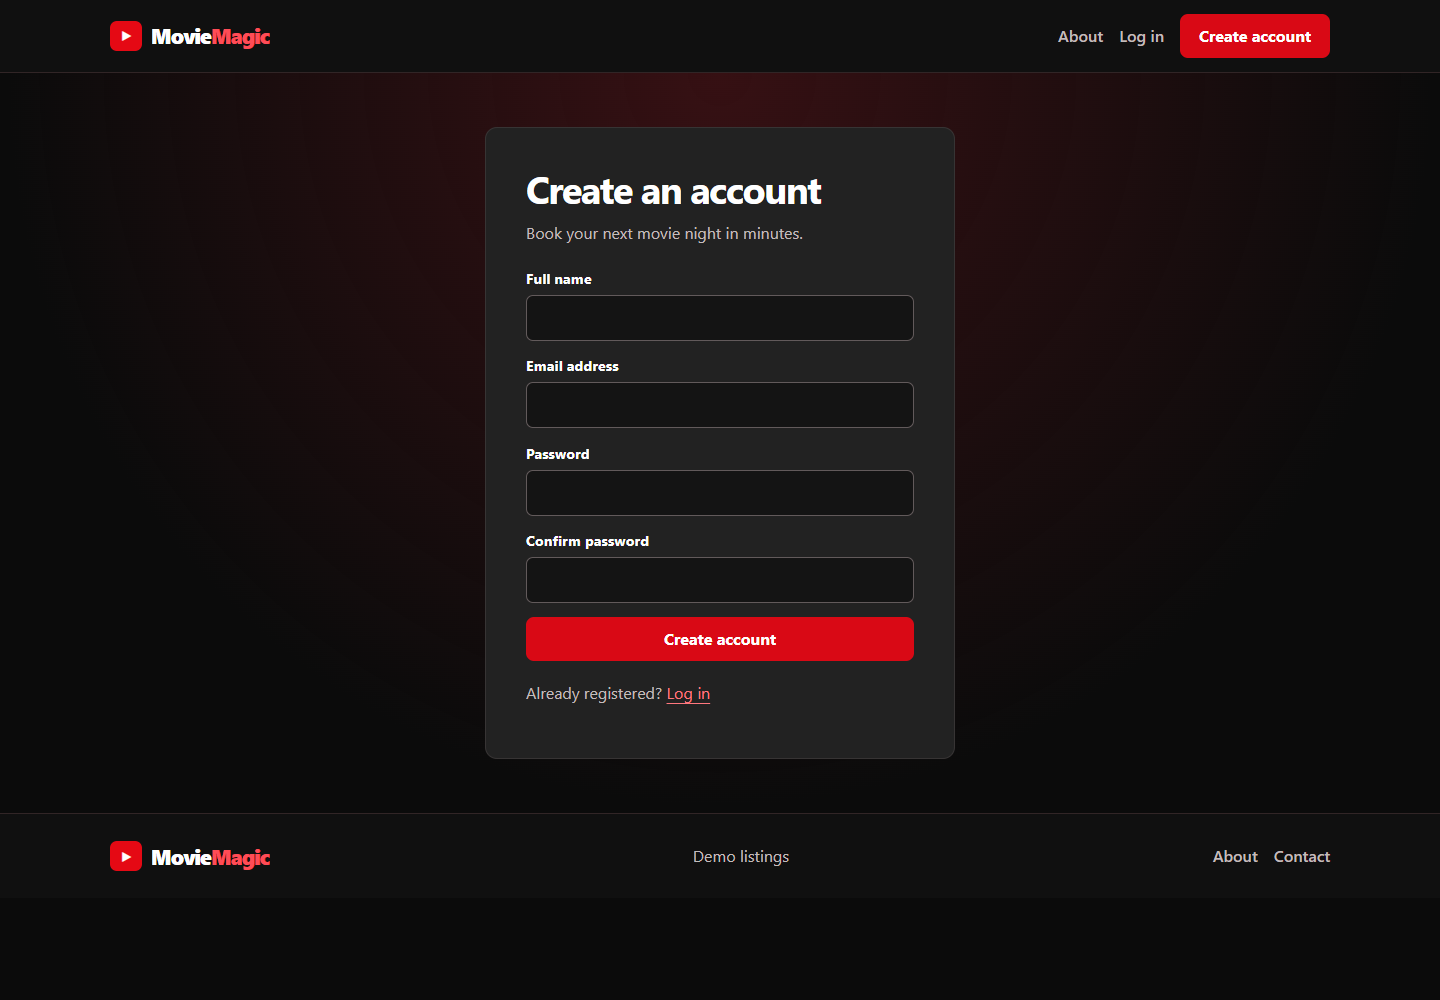 MovieMagic
About Log in Create account
Create an account
Book your next movie night in minutes.
Full name
Email address
Password
Confirm password
Create account
Already registered? Log in
MovieMagic
Demo listings
About Contact